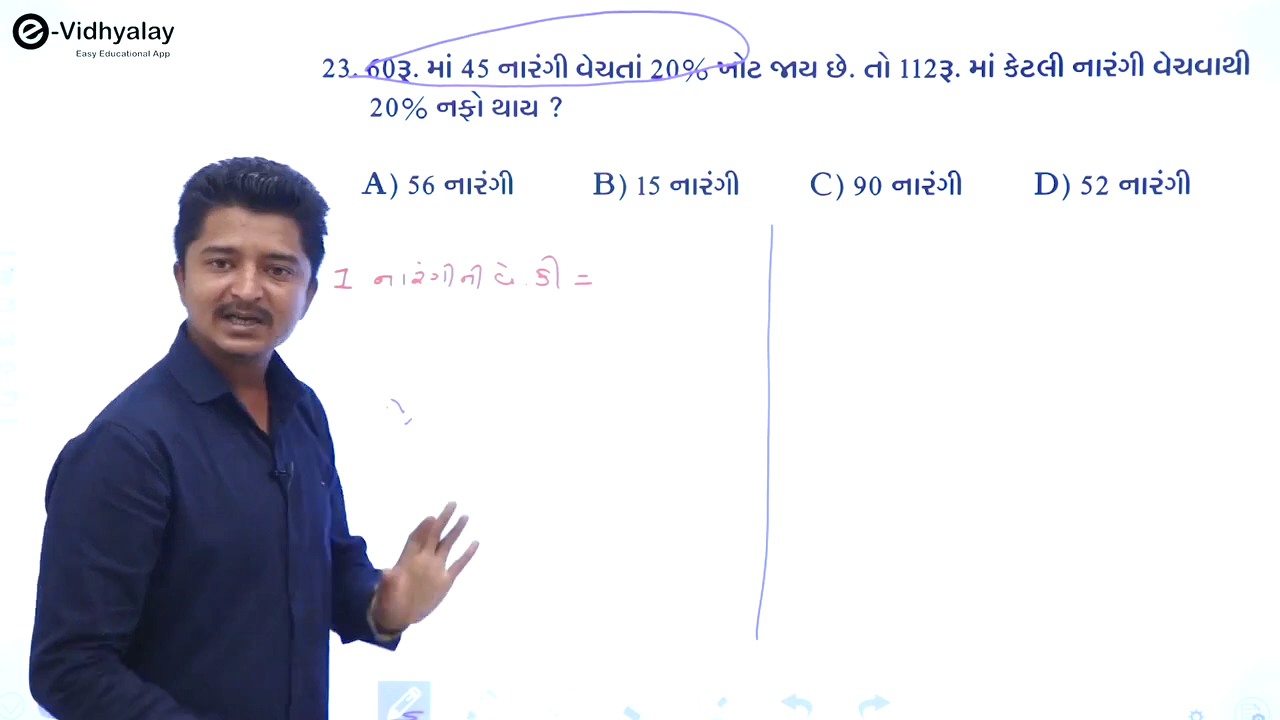 e-Vidhyalay
Easy Educational App
23. 60રૂ. માં 45 નારંગી વેચતાં 20% ખોટ જાય છે. તો 112રૂ. માં કેટલી નારંગી વેચવાથી
20% નફો થાય ?
A) 56 નારંગી B) 15 નારંગી C) 90 નારંગી D) 52 નારંગી
1 નારંગીની વે. કી =